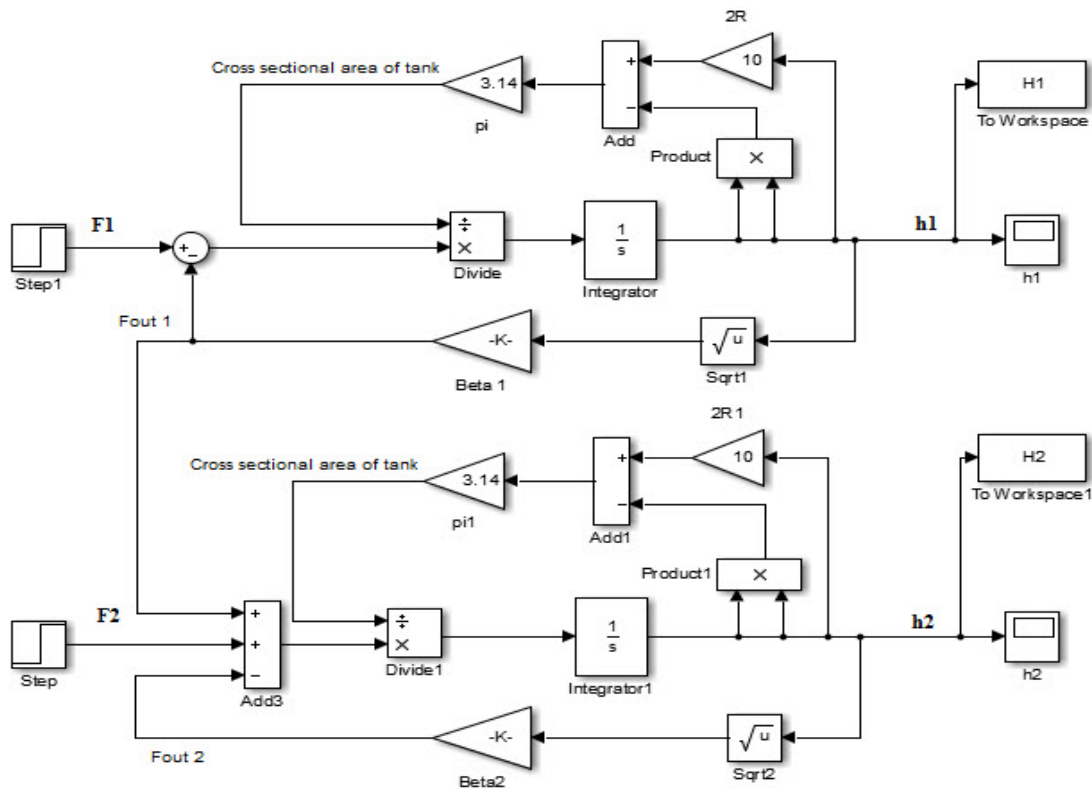 2R
10
+
−
Add
3.14
pi
Cross sectional area of tank
H1
To Workspace
Product
×
F1
Step1
+
−
÷
×
Divide
1
s
Integrator
h1
h1
Fout 1
-K-
Beta 1
√u
Sqrt1
2R1
10
+
−
Add1
3.14
pi1
Cross sectional area of tank
H2
To Workspace1
Product1
×
F2
Step
+
+
−
Add3
÷
×
Divide1
1
s
Integrator1
h2
h2
Fout 2
-K-
Beta2
√u
Sqrt2